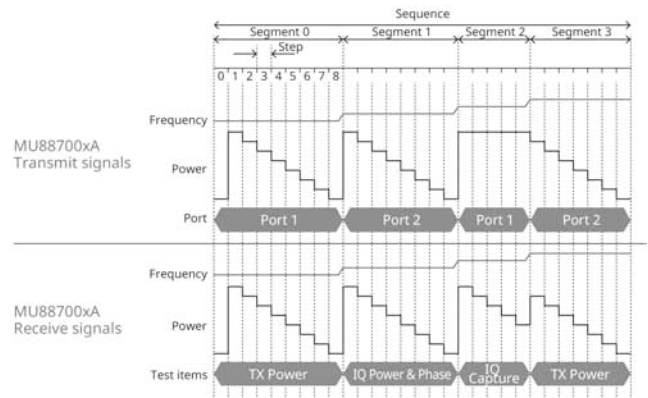 Sequence
Segment 0 Segment 1 Segment 2 Segment 3
Step
0 1 2 3 4 5 6 7 8
Frequency
MU88700xA
Transmit signals
Power
Port Port 1 Port 2 Port 1 Port 2
Frequency
MU88700xA
Receive signals
Power
Test items TX Power IQ Power & Phase IQ Capture TX Power